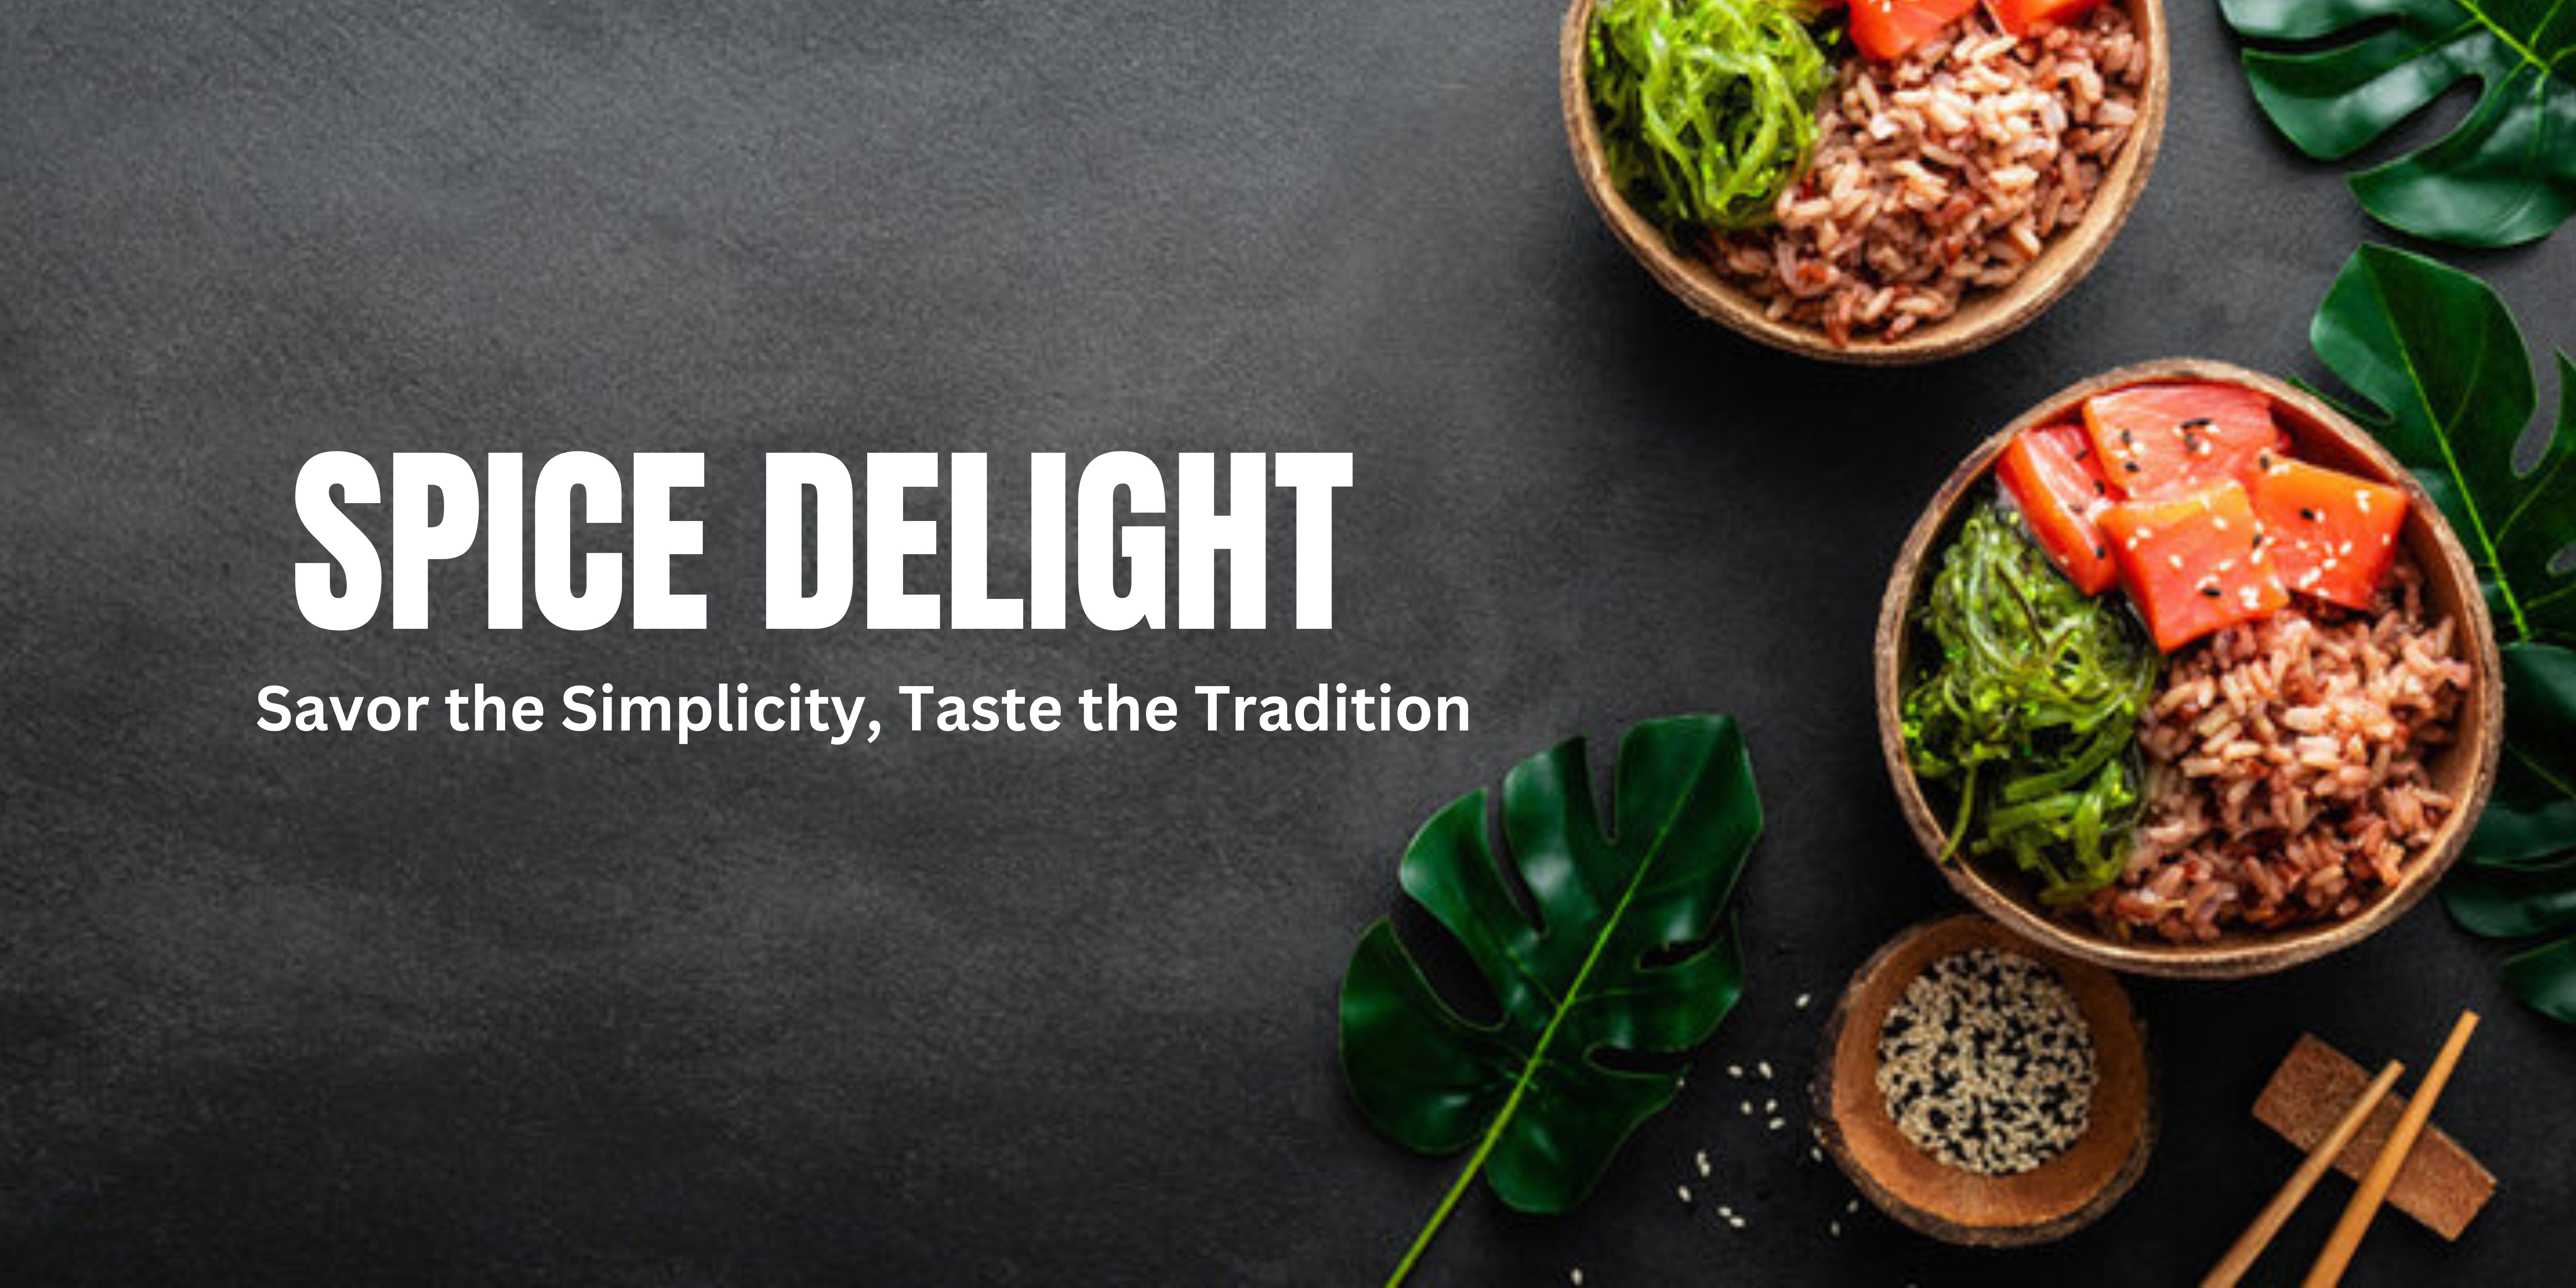 SPICE DELIGHT
Savor the Simplicity, Taste the Tradition